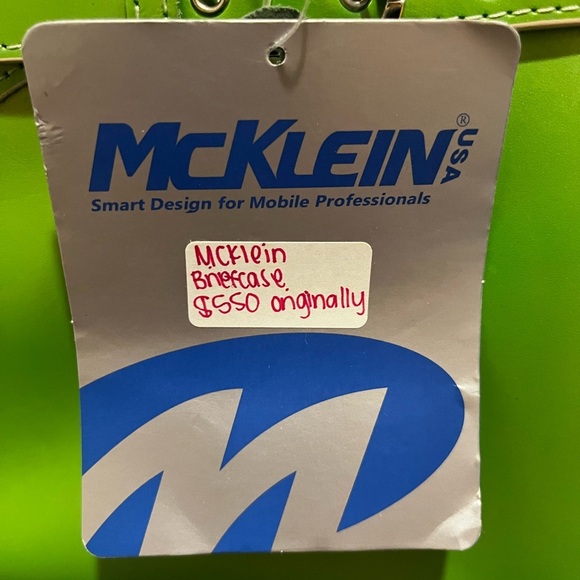 McKLEIN® USA
Smart Design for Mobile Professionals
McKlein
Briefcase
$550 originally